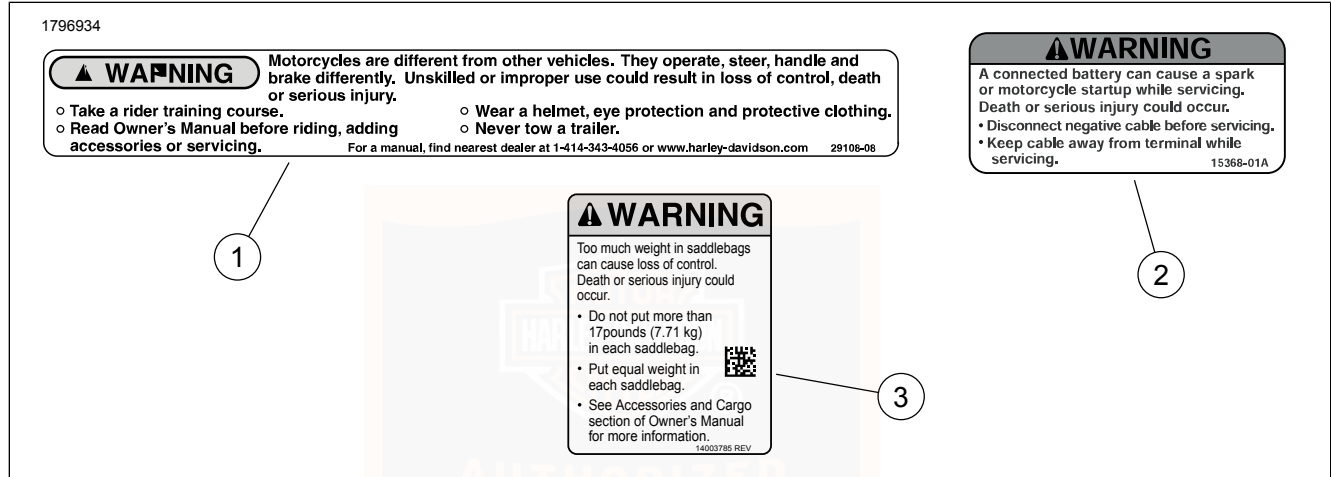 1796934
WARNING
Motorcycles are different from other vehicles. They operate, steer, handle and
brake differently. Unskilled or improper use could result in loss of control, death
or serious injury.
○ Take a rider training course.
○ Read Owner's Manual before riding, adding
accessories or servicing.
○ Wear a helmet, eye protection and protective clothing.
○ Never tow a trailer.
For a manual, find nearest dealer at 1-414-343-4056 or www.harley-davidson.com 29108-08
1
WARNING
A connected battery can cause a spark
or motorcycle startup while servicing.
Death or serious injury could occur.
• Disconnect negative cable before servicing.
• Keep cable away from terminal while
servicing.
15368-01A
2
WARNING
Too much weight in saddlebags
can cause loss of control.
Death or serious injury could
occur.
• Do not put more than
17pounds (7.71 kg)
in each saddlebag.
• Put equal weight in
each saddlebag.
• See Accessories and Cargo
section of Owner's Manual
for more information.
14003785 REV
3
AUTHORIZED